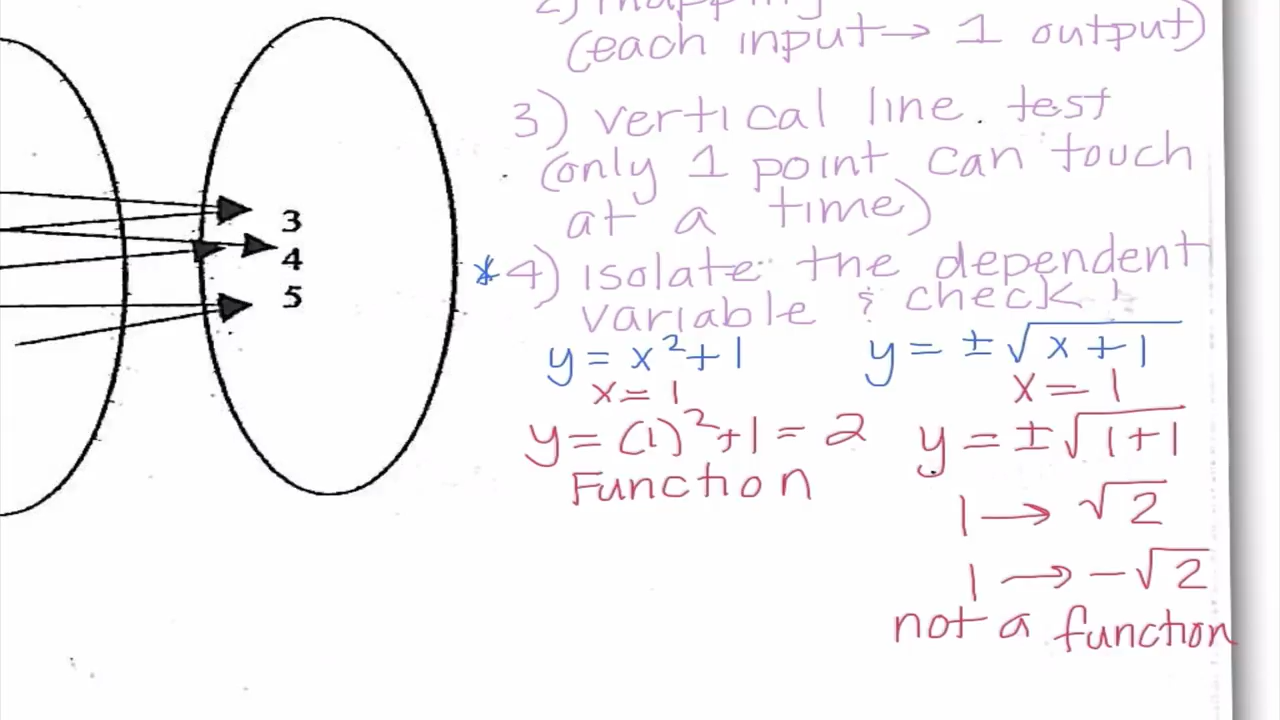 2) mapping
(each input→ 1 output)
3) vertical line test
(only 1 point can touch
at a time)
*4) isolate the dependent
variable & check!
3
4
5
y = x²+1
x = 1
y = (1)²+1 = 2
Function
y = ±√x+1
x = 1
y = ±√1+1
1 → √2
1 → -√2
not a function